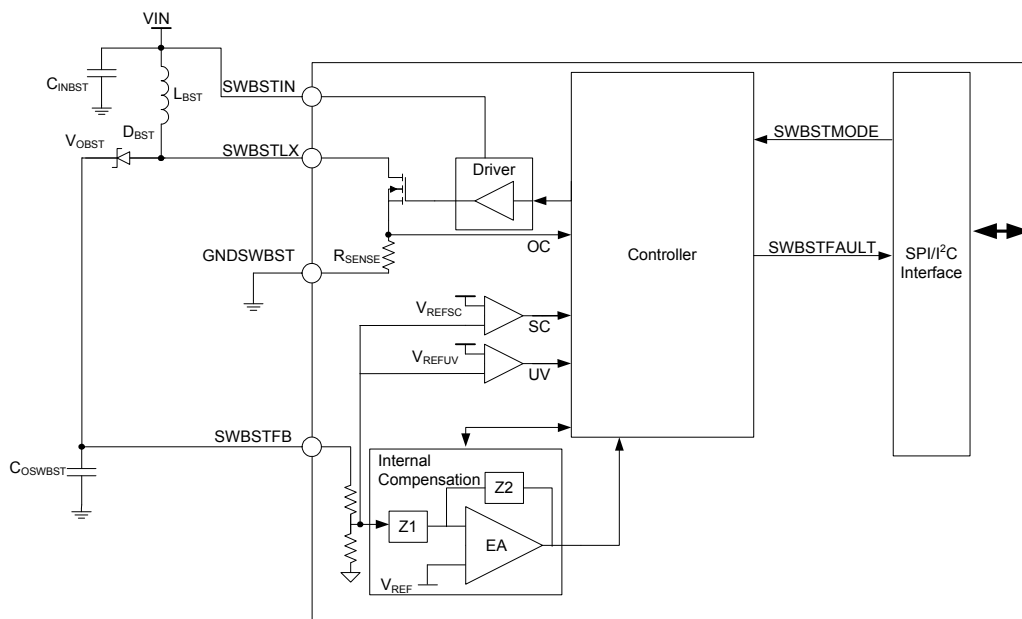 VIN
CINBST
LBST
SWBSTIN
DBST
VOBST
SWBSTLX
Driver
SWBSTMODE
OC
GNDSWBST
RSENSE
Controller
SWBSTFAULT
SPI/I²C
Interface
VREFSC
SC
VREFUV
UV
SWBSTFB
COSWBST
Internal
Compensation
Z2
Z1
EA
VREF